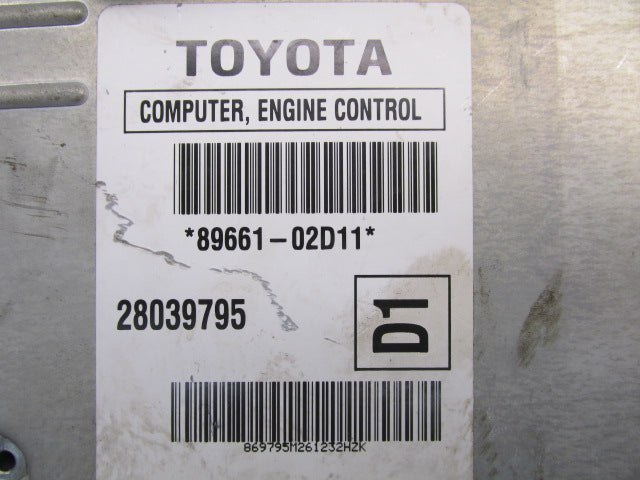 TOYOTA
COMPUTER, ENGINE CONTROL
*89661-02D11*
28039795
D1
869795M261232HZK